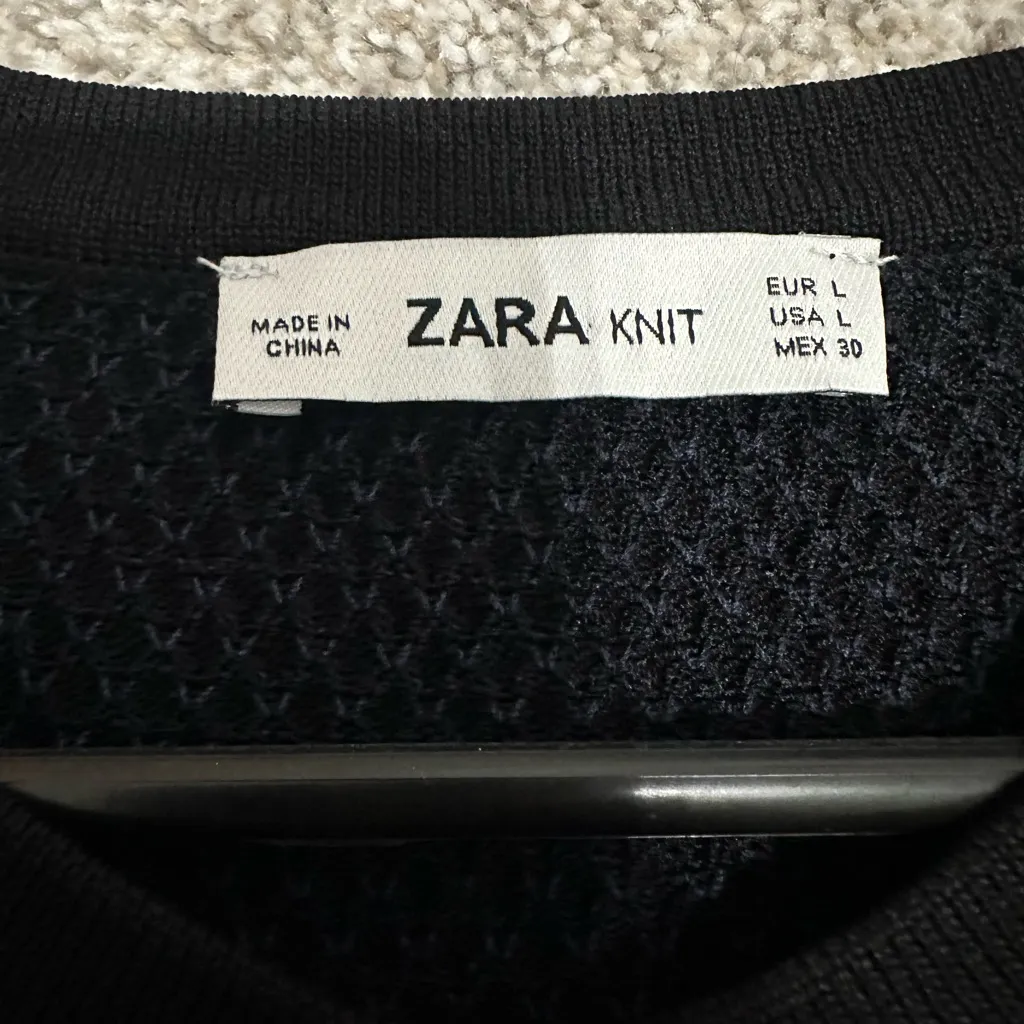 MADE IN
CHINA
ZARA KNIT
EUR L
USA L
MEX 30